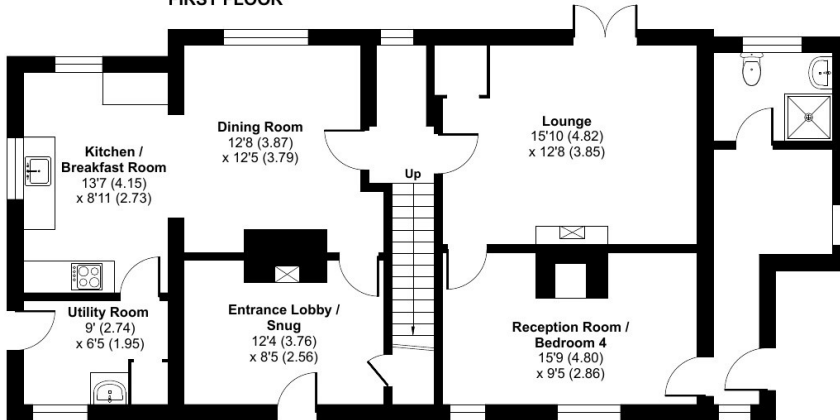 FIRST FLOOR
Kitchen /
Breakfast Room
13'7 (4.15)
x 8'11 (2.73)
Dining Room
12'8 (3.87)
x 12'5 (3.79)
Up
Lounge
15'10 (4.82)
x 12'8 (3.85)
Utility Room
9' (2.74)
x 6'5 (1.95)
Entrance Lobby /
Snug
12'4 (3.76)
x 8'5 (2.56)
Reception Room /
Bedroom 4
15'9 (4.80)
x 9'5 (2.86)